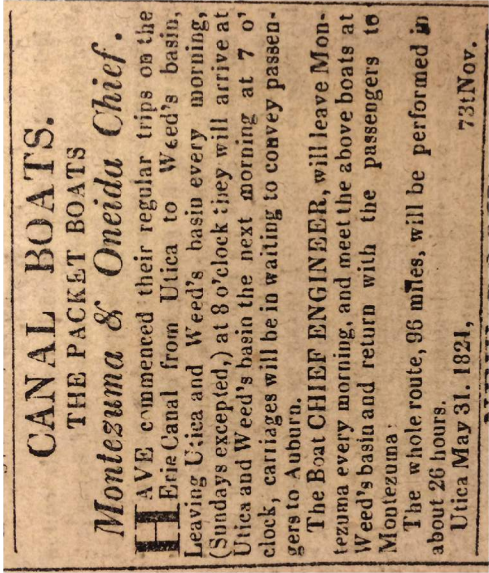 CANAL BOATS.
THE PACKET BOATS
Montezuma & Oneida Chief.
HAVE commenced their regular trips on the
Erie Canal from Utica to Weed's basin,
Leaving Utica and Weed's basin every morning,
(Sundays excepted,) at 8 o'clock they will arrive at
Utica and Weed's basin the next morning at 7 o'
clock, carriages will be in waiting to convey passen-
gers to Auburn.
The Boat CHIEF ENGINEER, will leave Mon-
tezuma every morning, and meet the above boats at
Weed's basin and return with the passengers to
Montezuma:
The whole route, 96 miles, will be performed in
about 26 hours.
Utica May 31. 1821, 73tNov.